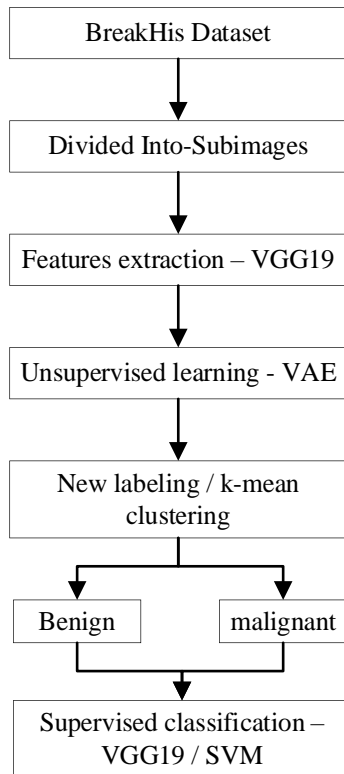 BreakHis Dataset
Divided Into-Subimages
Features extraction – VGG19
Unsupervised learning - VAE
New labeling / k-mean
clustering
Benign
malignant
Supervised classification –
VGG19 / SVM